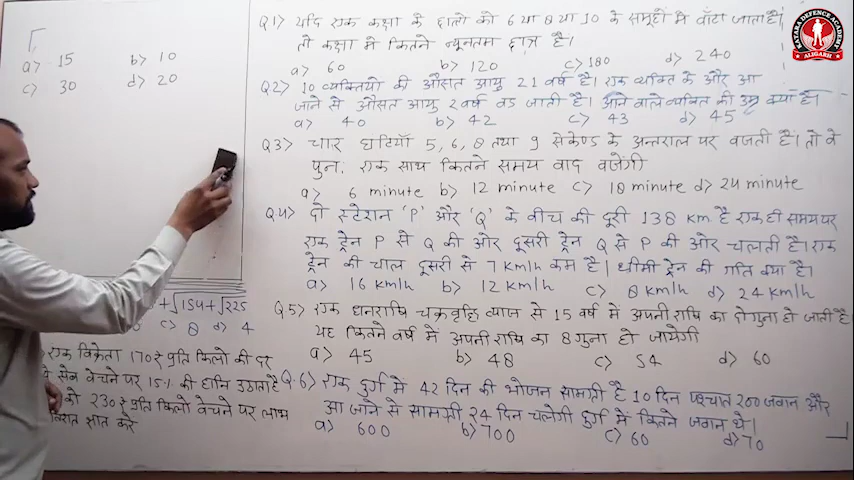 a> 15 b> 10
c> 30 d> 20
+√154+√225
c> 8 d> 4
एक विक्रेता 170₹ प्रति किलो की दर
सेब बेचने पर 15% की हानि उठाता है
को 230₹ प्रति किलो बेचने पर लाभ
ज्ञात करे
Q1> यदि एक कक्षा के छात्रो को 6 या 8 या 10 के समूहो मे बाँटा जाता है।
तो कक्षा मे कितने न्यूनतम छात्र है।
a> 60 b> 120 c> 180 d> 240
Q2> 10 व्यक्तियो की औसत आयु 21 वर्ष है। एक व्यक्ति के और आ
जाने से औसत आयु 2 वर्ष बड जाती है। आने वाले व्यक्ति की उम्र क्या है।
a> 40 b> 42 c> 43 d> 45
Q3> चार घंटियाँ 5, 6, 8 तथा 9 सेकेण्ड के अन्तराल पर बजती है। तो वे
पुन: एक साथ कितने समय बाद बजेंगी
a> 6 minute b> 12 minute c> 18 minute d> 24 minute
Q4> दो स्टेशन 'P' और 'Q' के बीच की दूरी 138 km है एक ही समय पर
एक ट्रेन P से Q की ओर दूसरी ट्रेन Q से P की ओर चलती है। एक
ट्रेन की चाल दूसरी से 7 km/h कम है। धीमी ट्रेन की गति क्या है।
a> 16 km/h b> 12 km/h c> 8 km/h d> 24 km/h
Q5> एक धनराशि चक्रवृद्दि व्याज से 15 वर्ष में अपनी राशि का दोगुना हो जाती है
यह कितने वर्ष में अपनी राशि का 8 गुना हो जायेगी
a> 45 b> 48 c> 54 d> 60
Q6> एक दुर्ग मे 42 दिन की भोजन सामग्री है 10 दिन पश्चात 200 जवान और
आ जाने से सामग्री 24 दिन चलेगी दुर्ग में कितने जवान थे।
a> 600 b> 700 c> 60 d> 70
KATARA DEFENCE ACADEMY
ALIGARH